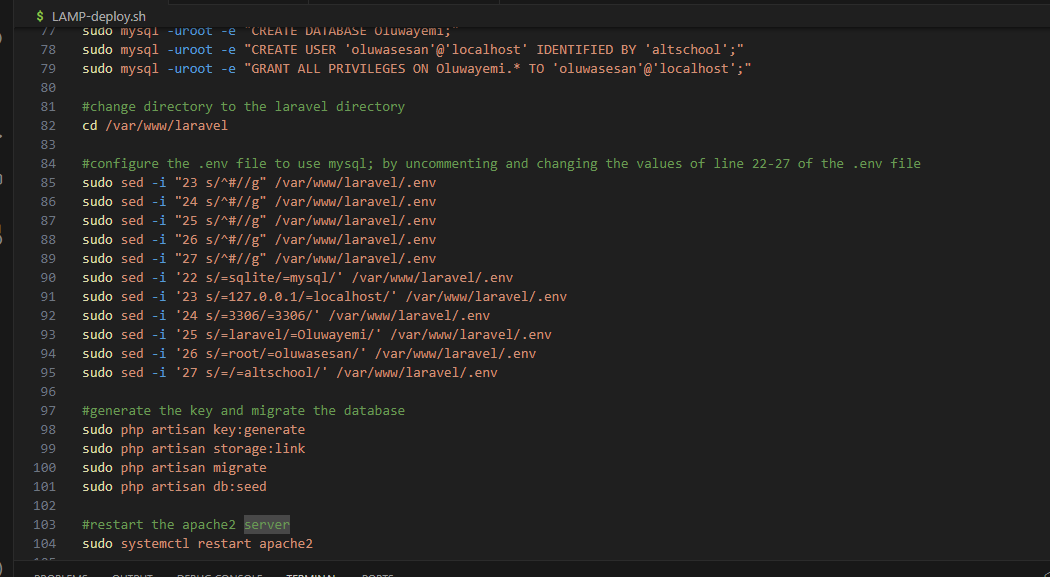 $ LAMP-deploy.sh
77 sudo mysql -uroot -e "CREATE DATABASE Oluwayemi;"
78 sudo mysql -uroot -e "CREATE USER 'oluwasesan'@'localhost' IDENTIFIED BY 'altschool';"
79 sudo mysql -uroot -e "GRANT ALL PRIVILEGES ON Oluwayemi.* TO 'oluwasesan'@'localhost';"
80
81 #change directory to the laravel directory
82 cd /var/www/laravel
83
84 #configure the .env file to use mysql; by uncommenting and changing the values of line 22-27 of the .env file
85 sudo sed -i "23 s/^#//g" /var/www/laravel/.env
86 sudo sed -i "24 s/^#//g" /var/www/laravel/.env
87 sudo sed -i "25 s/^#//g" /var/www/laravel/.env
88 sudo sed -i "26 s/^#//g" /var/www/laravel/.env
89 sudo sed -i "27 s/^#//g" /var/www/laravel/.env
90 sudo sed -i '22 s/=sqlite/=mysql/' /var/www/laravel/.env
91 sudo sed -i '23 s/=127.0.0.1/=localhost/' /var/www/laravel/.env
92 sudo sed -i '24 s/=3306/=3306/' /var/www/laravel/.env
93 sudo sed -i '25 s/=laravel/=Oluwayemi/' /var/www/laravel/.env
94 sudo sed -i '26 s/=root/=oluwasesan/' /var/www/laravel/.env
95 sudo sed -i '27 s/=/=altschool/' /var/www/laravel/.env
96
97 #generate the key and migrate the database
98 sudo php artisan key:generate
99 sudo php artisan storage:link
100 sudo php artisan migrate
101 sudo php artisan db:seed
102
103 #restart the apache2 server
104 sudo systemctl restart apache2
105
PROBLEMS OUTPUT DEBUG CONSOLE TERMINAL PORTS